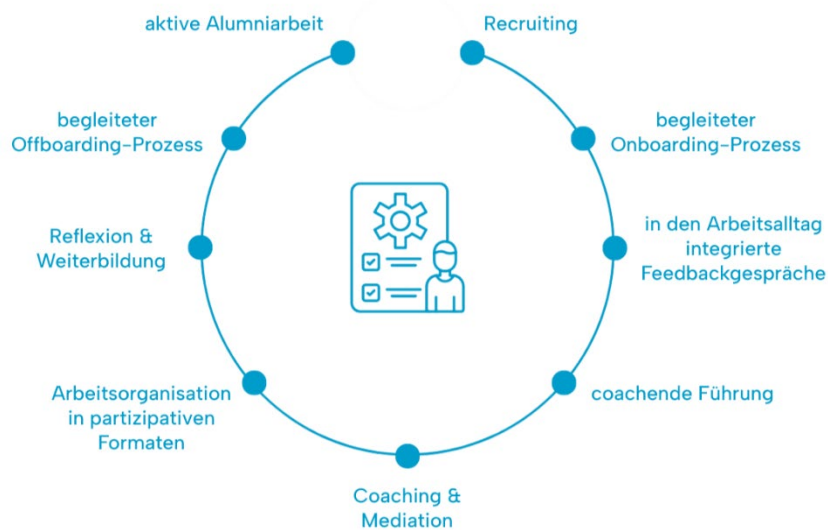 aktive Alumniarbeit
Recruiting
begleiteter
Onboarding-Prozess
in den Arbeitsalltag
integrierte
Feedbackgespräche
coachende Führung
Coaching &
Mediation
Arbeitsorganisation
in partizipativen
Formaten
Reflexion &
Weiterbildung
begleiteter
Offboarding-Prozess